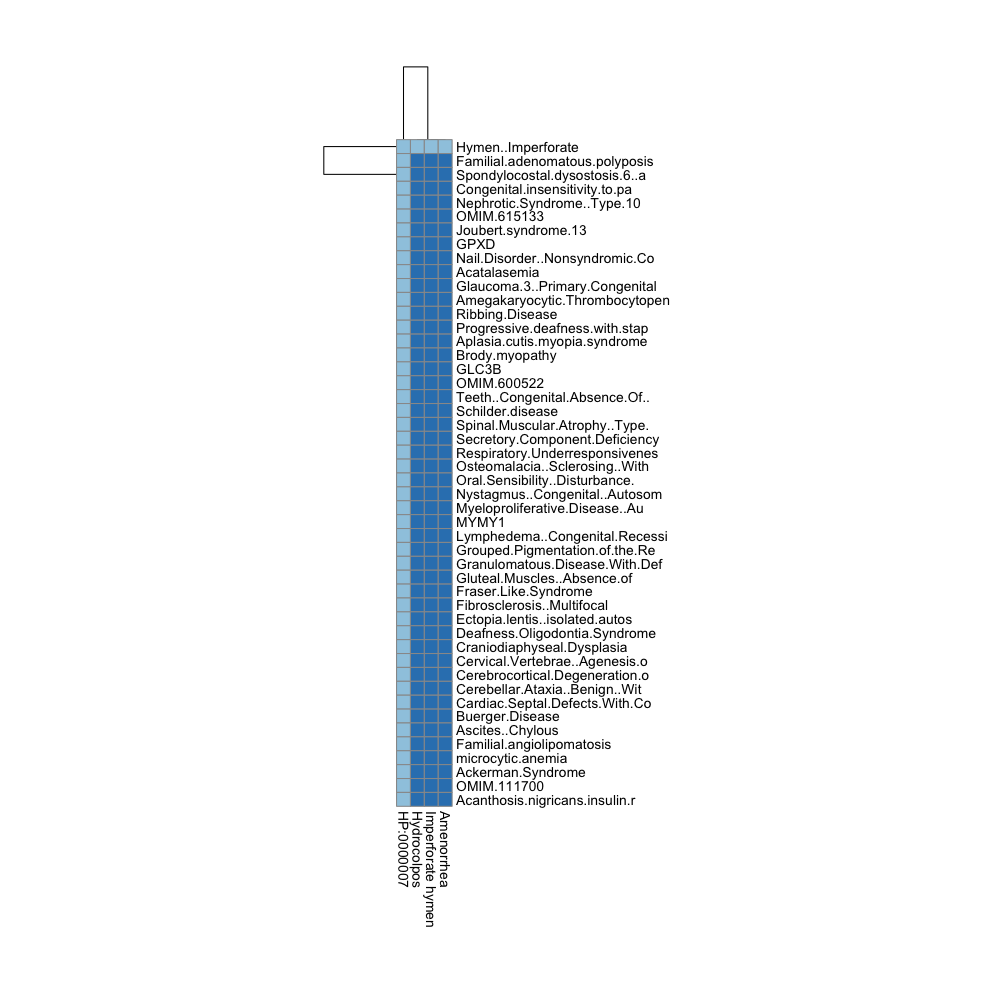 Hymen..Imperforate
Familial.adenomatous.polyposis
Spondylocostal.dysostosis.6..a
Congenital.insensitivity.to.pa
Nephrotic.Syndrome..Type.10
OMIM.615133
Joubert.syndrome.13
GPXD
Nail.Disorder..Nonsyndromic.Co
Acatalasemia
Glaucoma.3..Primary.Congenital
Amegakaryocytic.Thrombocytopen
Ribbing.Disease
Progressive.deafness.with.stap
Aplasia.cutis.myopia.syndrome
Brody.myopathy
GLC3B
OMIM.600522
Teeth..Congenital.Absence.Of..
Schilder.disease
Spinal.Muscular.Atrophy..Type.
Secretory.Component.Deficiency
Respiratory.Underresponsivenes
Osteomalacia..Sclerosing..With
Oral.Sensibility..Disturbance.
Nystagmus..Congenital..Autosom
Myeloproliferative.Disease..Au
MYMY1
Lymphedema..Congenital.Recessi
Grouped.Pigmentation.of.the.Re
Granulomatous.Disease.With.Def
Gluteal.Muscles..Absence.of
Fraser.Like.Syndrome
Fibrosclerosis..Multifocal
Ectopia.lentis..isolated.autos
Deafness.Oligodontia.Syndrome
Craniodiaphyseal.Dysplasia
Cervical.Vertebrae..Agenesis.o
Cerebrocortical.Degeneration.o
Cerebellar.Ataxia..Benign..Wit
Cardiac.Septal.Defects.With.Co
Buerger.Disease
Ascites..Chylous
Familial.angiolipomatosis
microcytic.anemia
Ackerman.Syndrome
OMIM.111700
Acanthosis.nigricans.insulin.r
HP:0000007
Hydrocolpos
Imperforate hymen
Amenorrhea